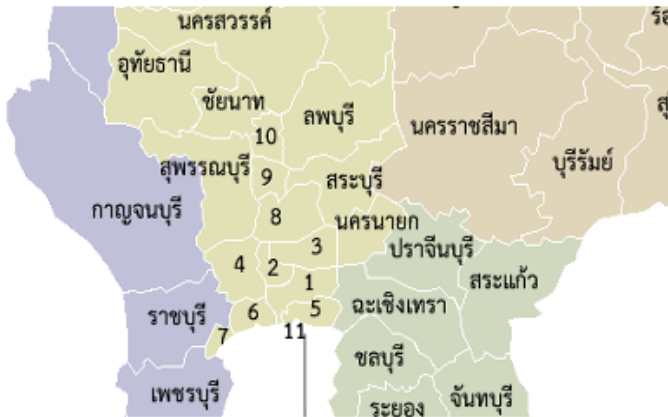 นครสวรรค์
อุทัยธานี
ชัยนาท
ลพบุรี
นครราชสีมา
10
สุพรรณบุรี
9
สระบุรี
บุรีรัมย์
กาญจนบุรี
8
นครนายก
3
ปราจีนบุรี
4
2
สระแก้ว
1
ฉะเชิงเทรา
ราชบุรี
6
5
7
11
ชลบุรี
เพชรบุรี
ระยอง
จันทบุรี